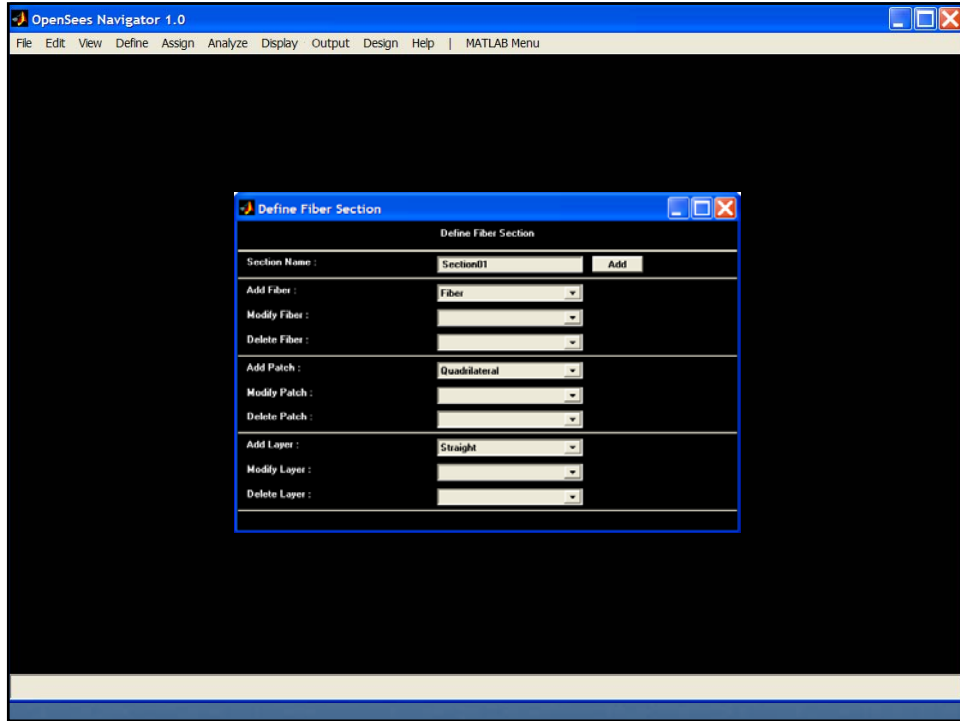 OpenSees Navigator 1.0
File Edit View Define Assign Analyze Display Output Design Help | MATLAB Menu
Define Fiber Section
Define Fiber Section
Section Name : Section01 Add
Add Fiber : Fiber
Modify Fiber :
Delete Fiber :
Add Patch : Quadrilateral
Modify Patch :
Delete Patch :
Add Layer : Straight
Modify Layer :
Delete Layer :